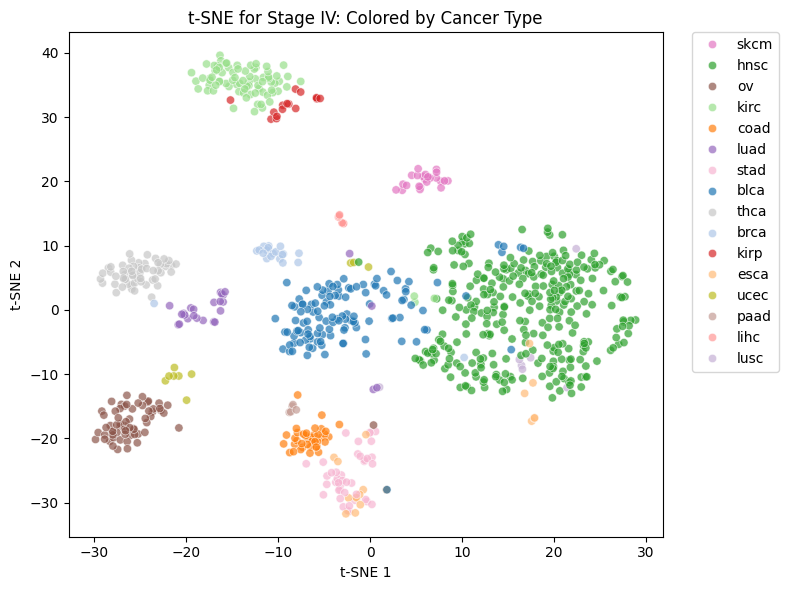 t-SNE for Stage IV: Colored by Cancer Type
40
30
20
10
0
−10
−20
−30
t-SNE 2
−30
−20
−10
0
10
20
30
t-SNE 1
skcm
hnsc
ov
kirc
coad
luad
stad
blca
thca
brca
kirp
esca
ucec
paad
lihc
lusc